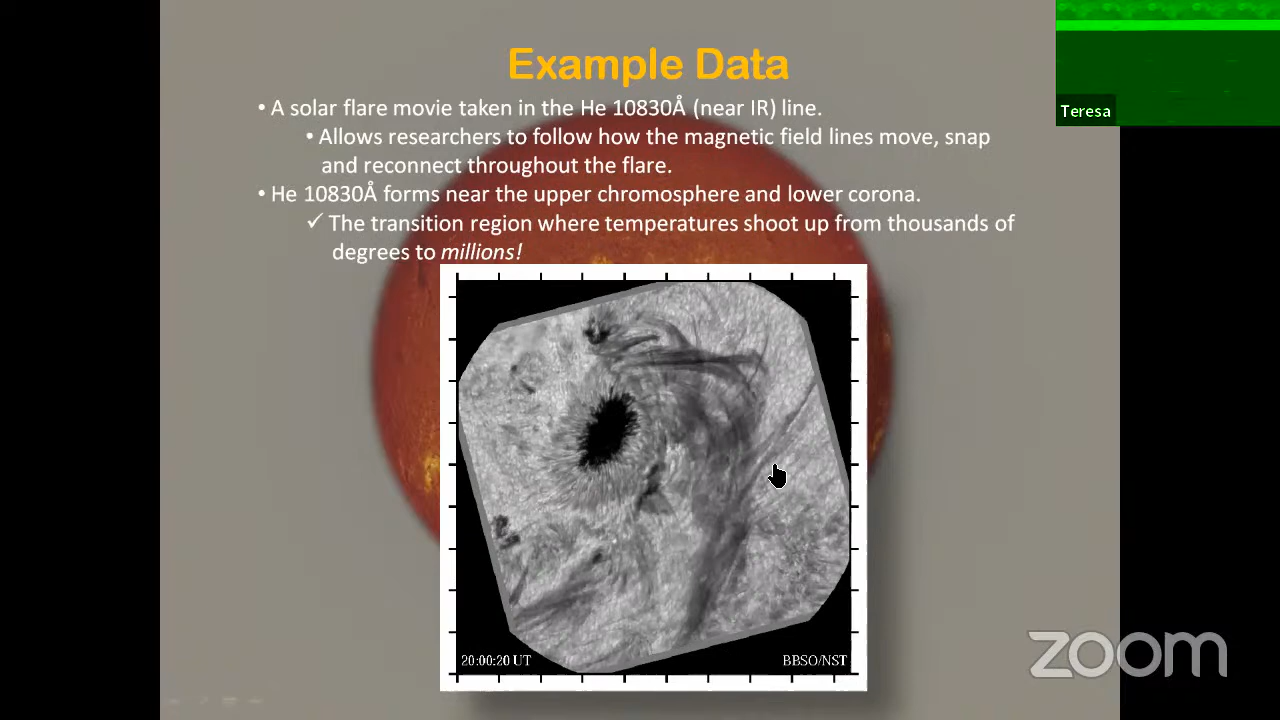 Example Data
• A solar flare movie taken in the He 10830Å (near IR) line.
• Allows researchers to follow how the magnetic field lines move, snap
and reconnect throughout the flare.
• He 10830Å forms near the upper chromosphere and lower corona.
✓ The transition region where temperatures shoot up from thousands of
degrees to millions!
Teresa
20:00:20 UT
BBSO/NST
zoom